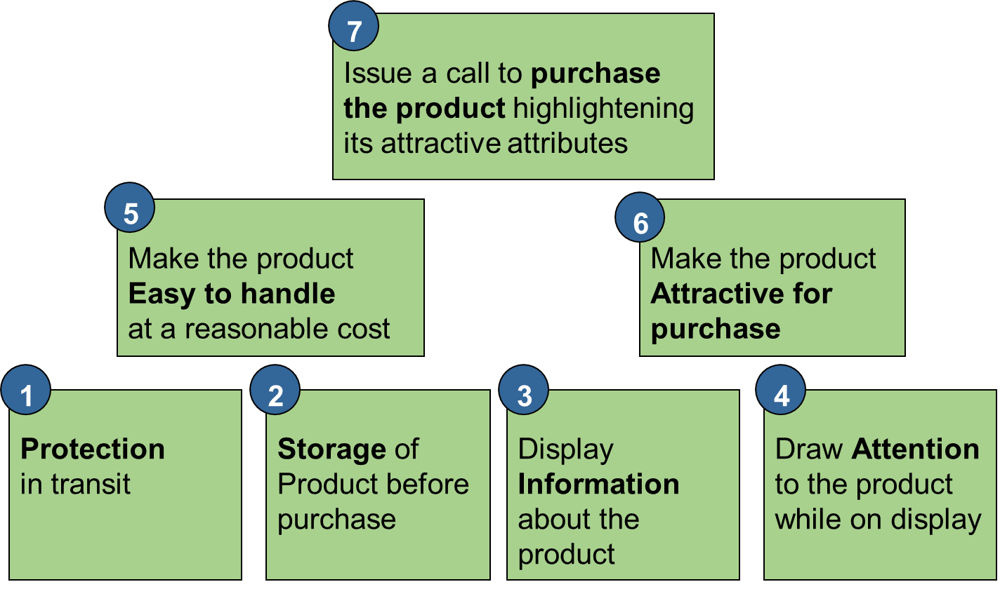 7
Issue a call to purchase
the product highlightening
its attractive attributes
5
Make the product
Easy to handle
at a reasonable cost
6
Make the product
Attractive for
purchase
1
Protection
in transit
2
Storage of
Product before
purchase
3
Display
Information
about the
product
4
Draw Attention
to the product
while on display